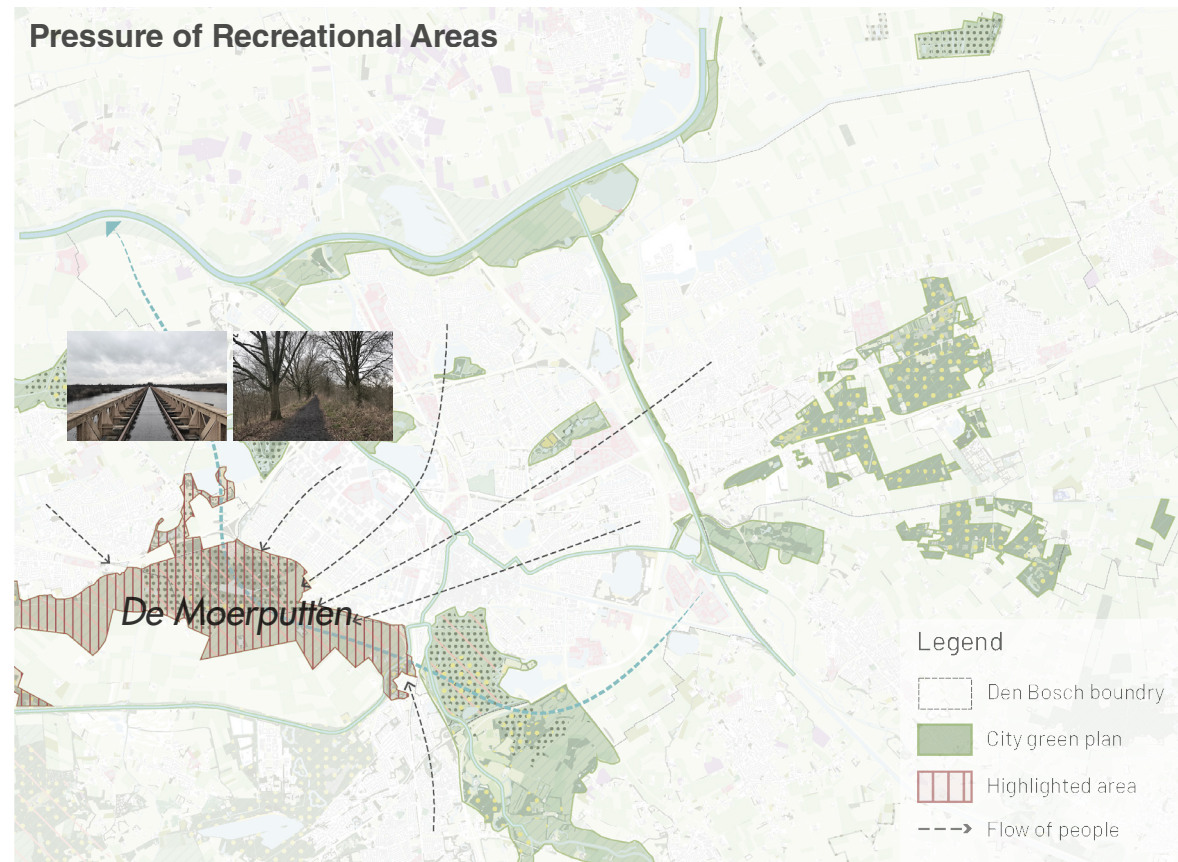 Pressure of Recreational Areas
De Moerputten
Legend
Den Bosch boundry
City green plan
Highlighted area
Flow of people